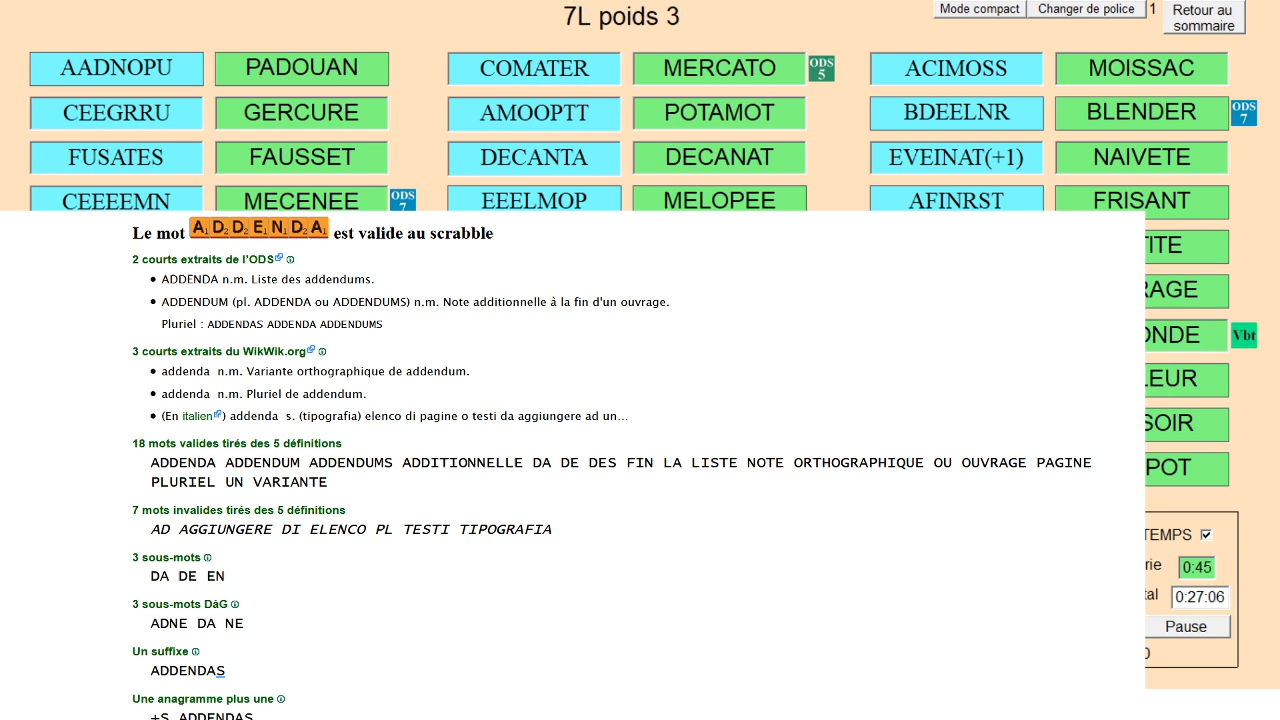 7L poids 3
Mode compact Changer de police 1 Retour au sommaire
AADNOPU PADOUAN COMATER MERCATO ODS 5 ACIMOSS MOISSAC
CEEGRRU GERCURE AMOOPTT POTAMOT BDEELNR BLENDER ODS 7
FUSATES FAUSSET DECANTA DECANAT EVEINAT(+1) NAIVETE
CEEEEMN MECENEE ODS 7 EEELMOP MELOPEE AFINRST FRISANT
Le mot A1D2D2E1N1D2A1 est valide au scrabble
2 courts extraits de l'ODS
• ADDENDA n.m. Liste des addendums.
• ADDENDUM (pl. ADDENDA ou ADDENDUMS) n.m. Note additionnelle à la fin d'un ouvrage.
Pluriel : ADDENDAS ADDENDA ADDENDUMS
3 courts extraits du WikWik.org
• addenda n.m. Variante orthographique de addendum.
• addenda n.m. Pluriel de addendum.
• (En italien) addenda s. (tipografia) elenco di pagine o testi da aggiungere ad un…
18 mots valides tirés des 5 définitions
ADDENDA ADDENDUM ADDENDUMS ADDITIONNELLE DA DE DES FIN LA LISTE NOTE ORTHOGRAPHIQUE OU OUVRAGE PAGINE
PLURIEL UN VARIANTE
7 mots invalides tirés des 5 définitions
AD AGGIUNGERE DI ELENCO PL TESTI TIPOGRAFIA
3 sous-mots
DA DE EN
3 sous-mots DàG
ADNE DA NE
Un suffixe
ADDENDAS
Une anagramme plus une
+S ADDENDAS
ITE
RAGE
ONDE Vbt
LEUR
SOIR
POT
TEMPS
rie 0:45
tal 0:27:06
Pause